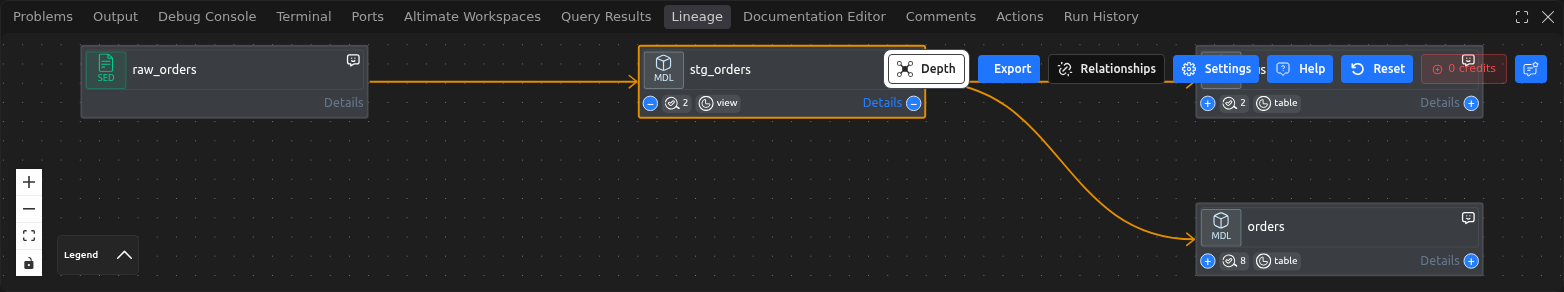 Problems Output Debug Console Terminal Ports Altimate Workspaces Query Results Lineage Documentation Editor Comments Actions Run History
SED raw_orders
Details
MDL stg_orders
2 view Details
Depth Export Relationships Settings Help Reset 0 credits
2 table Details
MDL orders
8 table Details
Legend